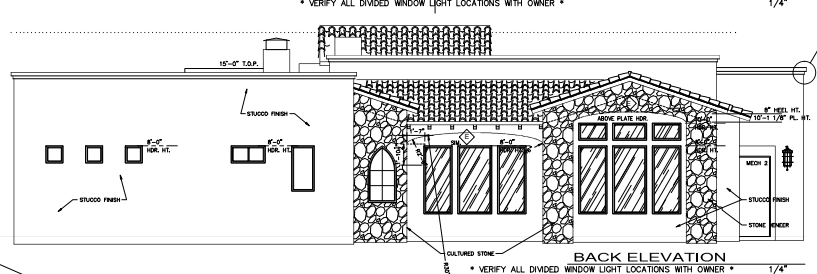 * VERIFY ALL DIVIDED WINDOW LIGHT LOCATIONS WITH OWNER *
1/4"
15'-0" T.O.P.
STUCCO FINISH
8" HEEL HT.
10'-1 1/8" PL. HT.
ABOVE PLATE HDR.
E
SIM
8'-0"
HDR. HT.
8'-0"
HDR. HT.
8'-0"
MECH 2
STUCCO FINISH
STUCCO FINISH
STONE VENEER
CULTURED STONE
BACK ELEVATION
* VERIFY ALL DIVIDED WINDOW LIGHT LOCATIONS WITH OWNER *
1/4"